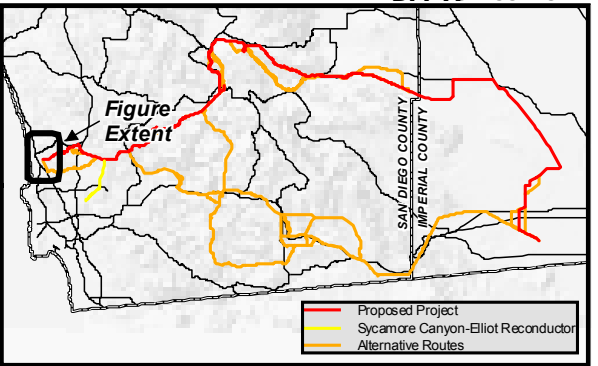 Figure
Extent
SAN DIEGO COUNTY
IMPERIAL COUNTY
Proposed Project
Sycamore Canyon-Elliot Reconductor
Alternative Routes